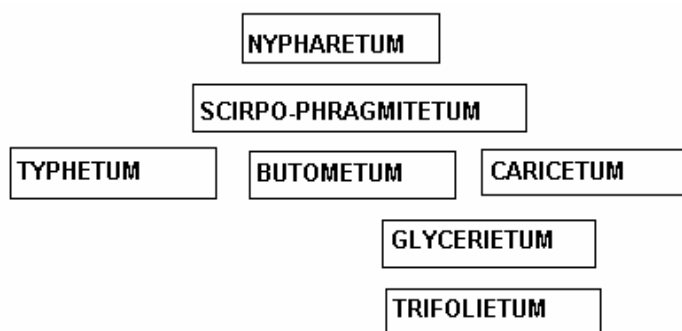 NYPHARETUM
SCIRPO-PHRAGMITETUM
TYPHETUM
BUTOMETUM
CARICETUM
GLYCERIETUM
TRIFOLIETUM